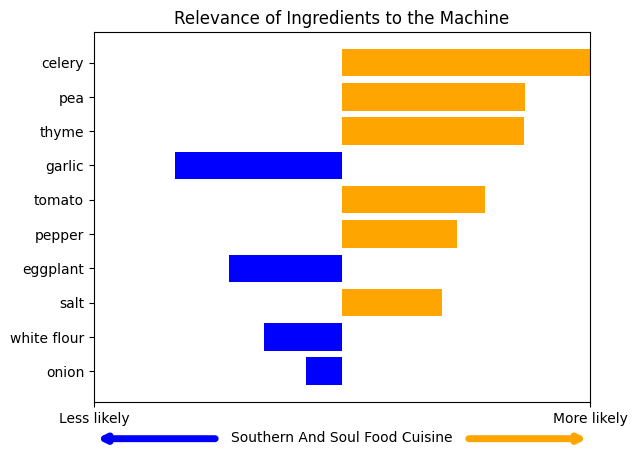 Relevance of Ingredients to the Machine
celery
pea
thyme
garlic
tomato
pepper
eggplant
salt
white flour
onion
Less likely
More likely
Southern And Soul Food Cuisine